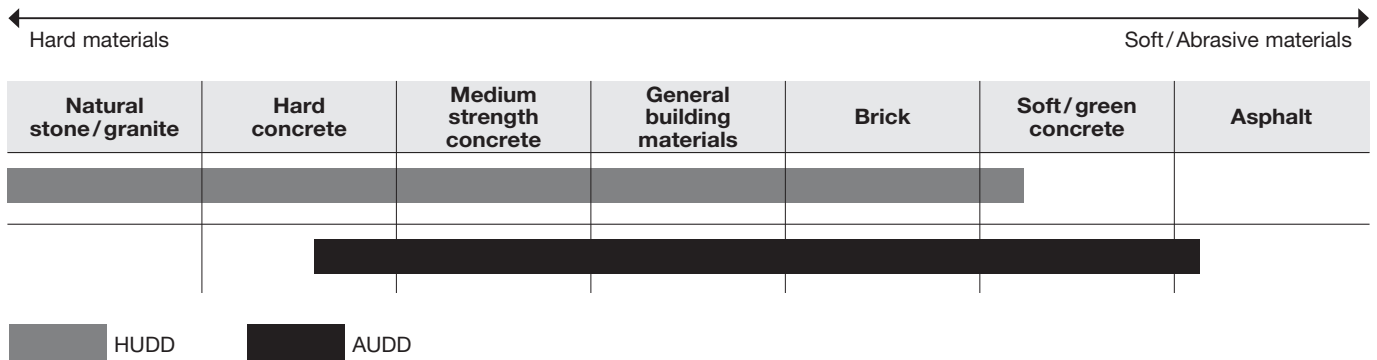 Hard materials
Soft/Abrasive materials
Natural
stone/granite
Hard
concrete
Medium
strength
concrete
General
building
materials
Brick
Soft/green
concrete
Asphalt
HUDD
AUDD